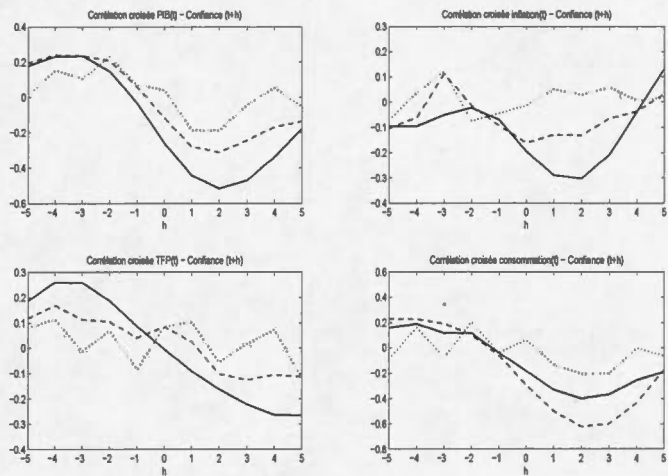 Corrélation croisée PIB(t) – Confiance (t+h)
0.4
0.2
0
-0.2
-0.4
-0.6
-5 -4 -3 -2 -1 0 1 2 3 4 5
h
Corrélation croisée inflation(t) – Confiance (t+h)
0.3
0.2
0.1
0
-0.1
-0.2
-0.3
-0.4
-5 -4 -3 -2 -1 0 1 2 3 4 5
h
Corrélation croisée TFP(t) – Confiance (t+h)
0.3
0.2
0.1
0
-0.1
-0.2
-0.3
-0.4
-5 -4 -3 -2 -1 0 1 2 3 4 5
h
Corrélation croisée consommation(t) – Confiance (t+h)
0.6
0.4
0.2
0
-0.2
-0.4
-0.6
-0.8
-5 -4 -3 -2 -1 0 1 2 3 4 5
h